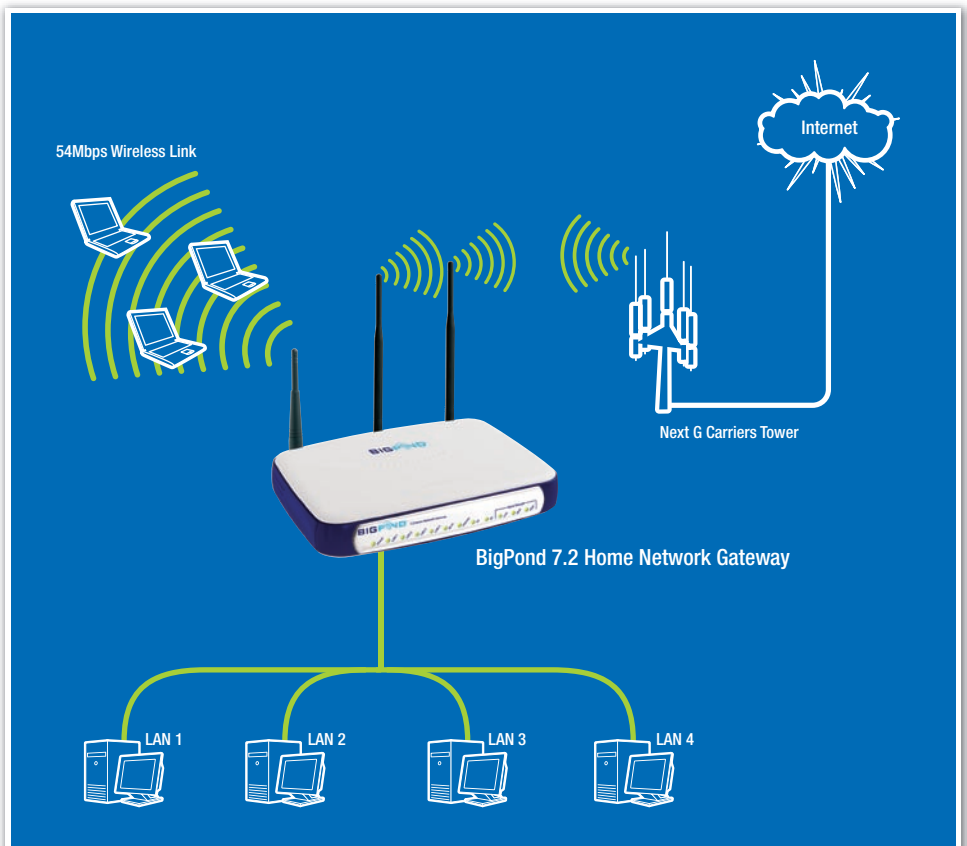 Internet
54Mbps Wireless Link
Next G Carriers Tower
BIGPOND
BIGPOND
BigPond 7.2 Home Network Gateway
LAN 1
LAN 2
LAN 3
LAN 4